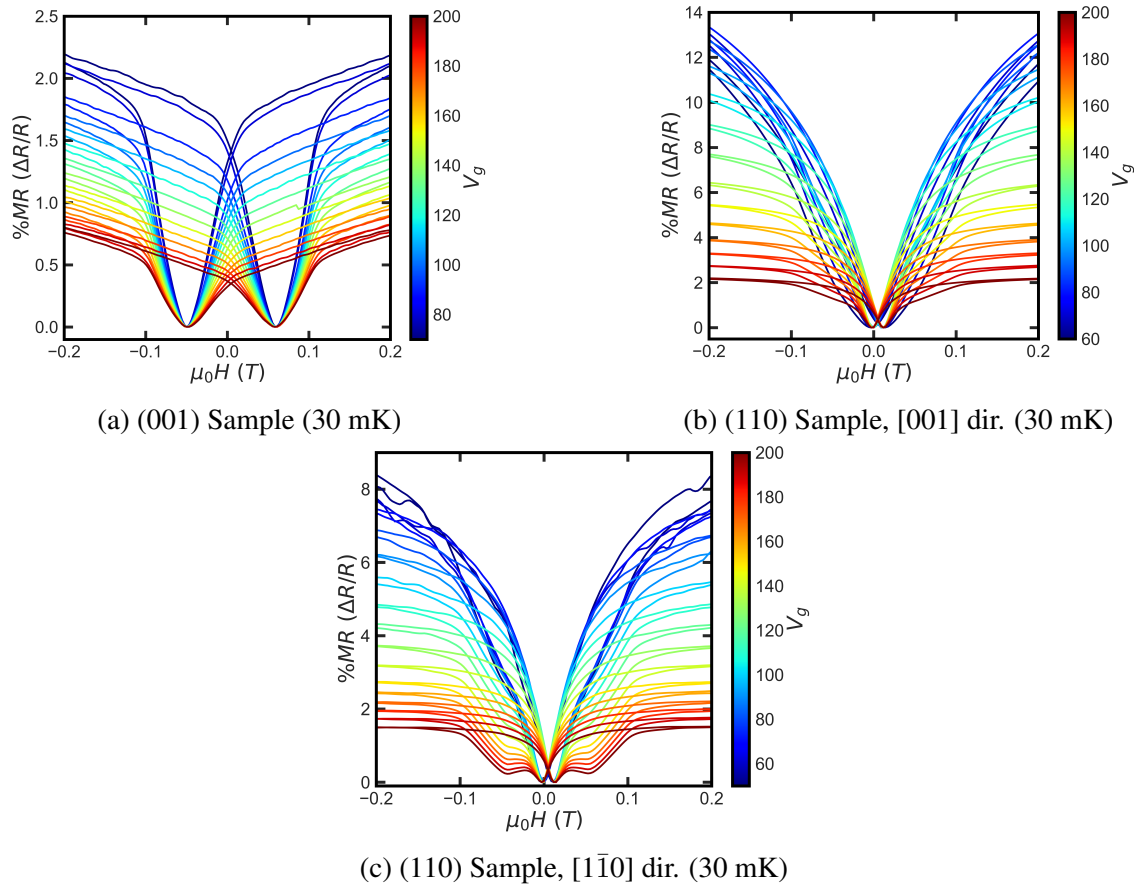 2.5
2.0
1.5
1.0
0.5
0.0
%MR (ΔR/R)
−0.2 −0.1 0.0 0.1 0.2
μ₀H (T)
200
180
160
140
120
100
80
V_g
(a) (001) Sample (30 mK)
14
12
10
8
6
4
2
0
%MR (ΔR/R)
−0.2 −0.1 0.0 0.1 0.2
μ₀H (T)
200
180
160
140
120
100
80
60
V_g
(b) (110) Sample, [001] dir. (30 mK)
8
6
4
2
0
%MR (ΔR/R)
−0.2 −0.1 0.0 0.1 0.2
μ₀H (T)
200
180
160
140
120
100
80
60
V_g
(c) (110) Sample, [11̄0] dir. (30 mK)